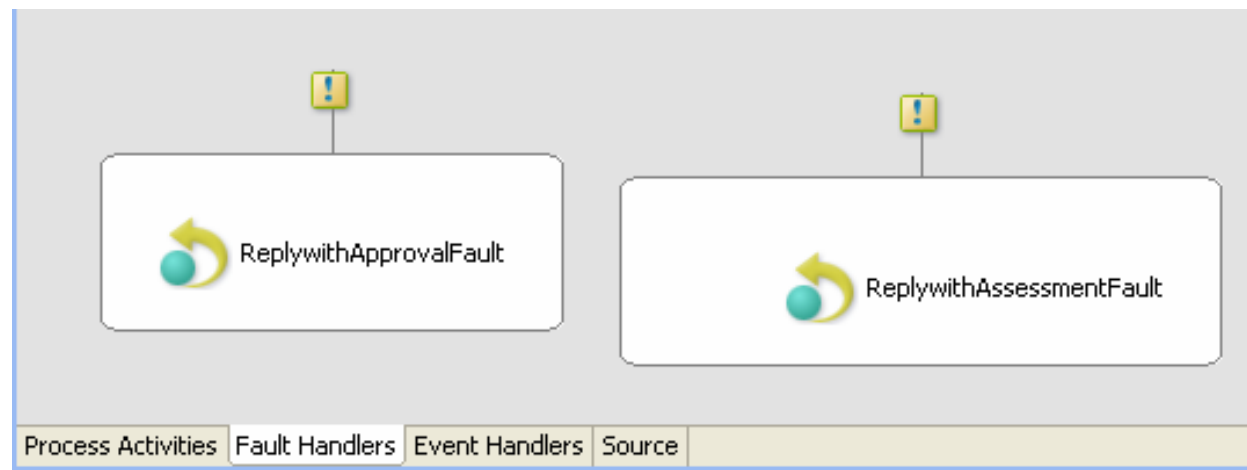 !
!
ReplywithApprovalFault
ReplywithAssessmentFault
Process Activities Fault Handlers Event Handlers Source